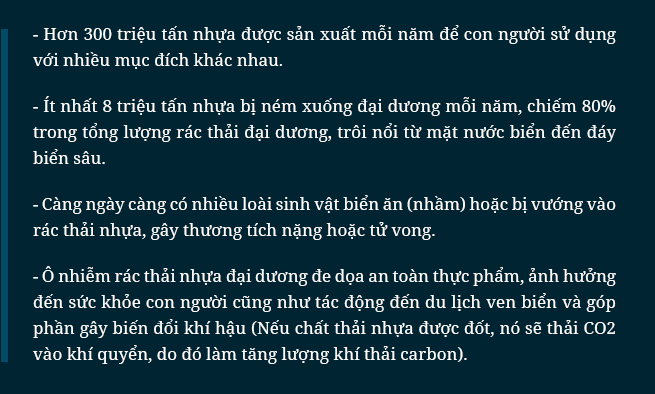 - Hơn 300 triệu tấn nhựa được sản xuất mỗi năm để con người sử dụng
với nhiều mục đích khác nhau.
- Ít nhất 8 triệu tấn nhựa bị ném xuống đại dương mỗi năm, chiếm 80%
trong tổng lượng rác thải đại dương, trôi nổi từ mặt nước biển đến đáy
biển sâu.
- Càng ngày càng có nhiều loài sinh vật biển ăn (nhầm) hoặc bị vướng vào
rác thải nhựa, gây thương tích nặng hoặc tử vong.
- Ô nhiễm rác thải nhựa đại dương đe dọa an toàn thực phẩm, ảnh hưởng
đến sức khỏe con người cũng như tác động đến du lịch ven biển và góp
phần gây biến đổi khí hậu (Nếu chất thải nhựa được đốt, nó sẽ thải CO2
vào khí quyển, do đó làm tăng lượng khí thải carbon).